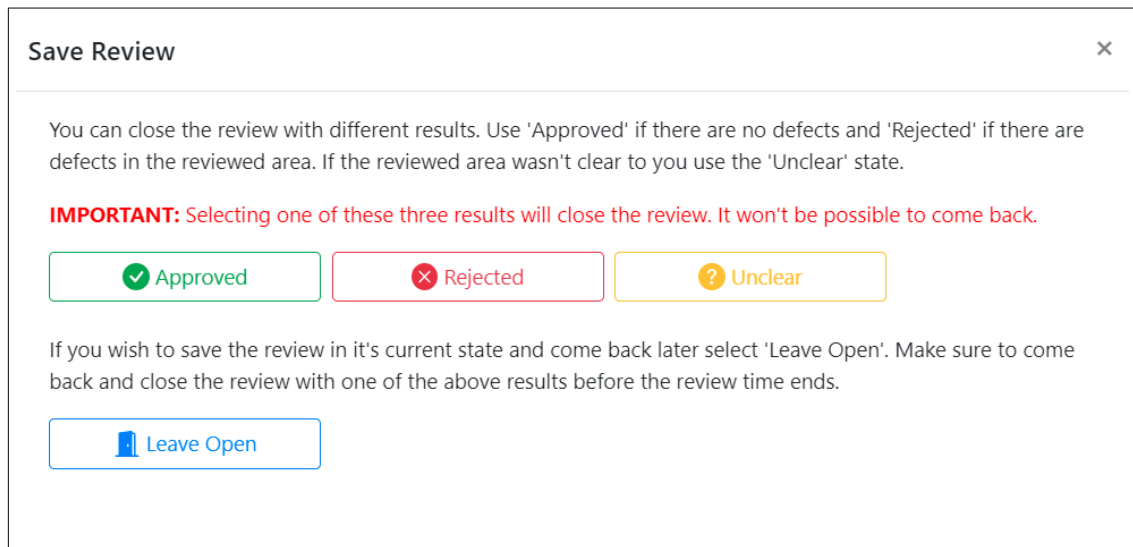 Save Review
You can close the review with different results. Use 'Approved' if there are no defects and 'Rejected' if there are
defects in the reviewed area. If the reviewed area wasn't clear to you use the 'Unclear' state.
IMPORTANT: Selecting one of these three results will close the review. It won't be possible to come back.
Approved Rejected Unclear
If you wish to save the review in it's current state and come back later select 'Leave Open'. Make sure to come
back and close the review with one of the above results before the review time ends.
Leave Open